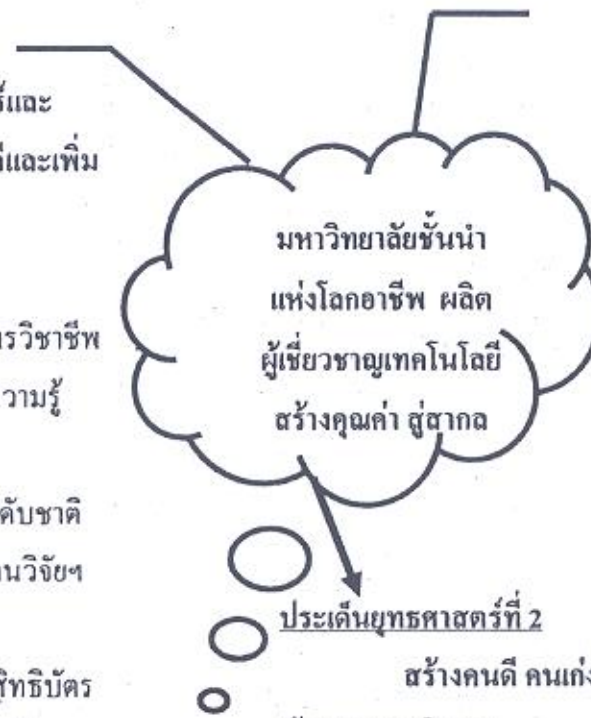 ธ์และ
ีและเพิ่ม
มหาวิทยาลัยชั้นนำ
แห่งโลกอาชีพ ผลิต
ผู้เชี่ยวชาญเทคโนโลยี
สร้างคุณค่า สู่สากล
รวิชาชีพ
วามรู้
ดับชาติ
านวิจัยฯ
สิทธิบัตร
ประเด็นยุทธศาสตร์ที่ 2
สร้างคนดี คนเก่ง